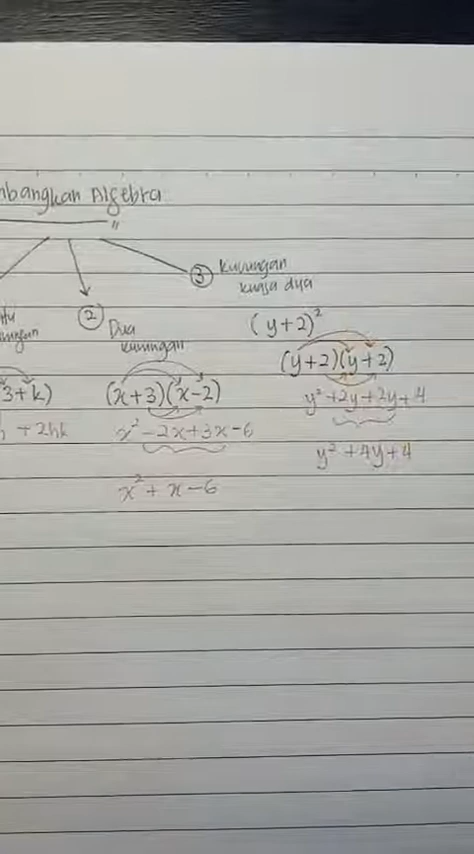 mbangkan Algebra
③ kurungan
kuasa dua
② Dua
kurungan
(y+2)²
(y+2)(y+2)
y²+2y+2y+4
y²+4y+4
(x+3)(x-2)
x²-2x+3x-6
x²+x-6
3+k)
+2hk